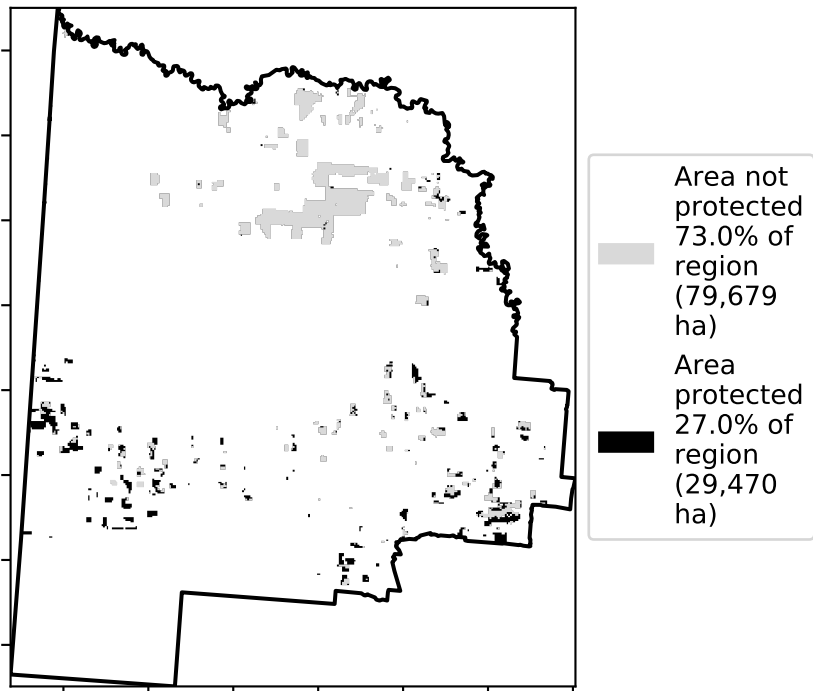 Area not
protected
73.0% of
region
(79,679
ha)
Area
protected
27.0% of
region
(29,470
ha)